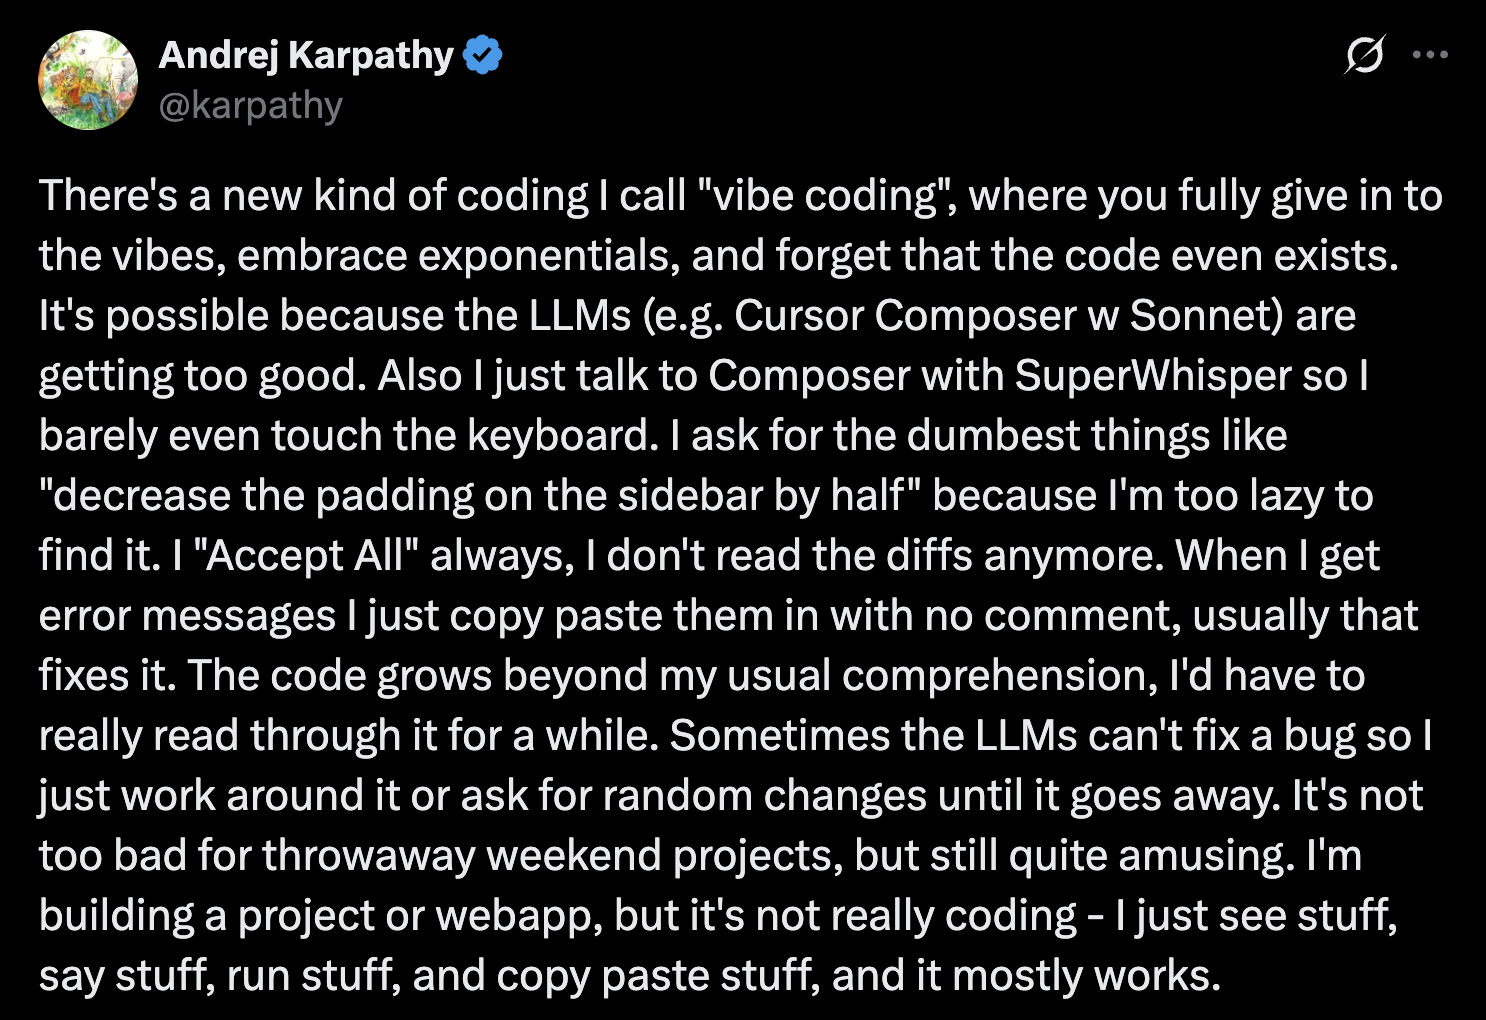 Andrej Karpathy
@karpathy
There's a new kind of coding I call "vibe coding", where you fully give in to
the vibes, embrace exponentials, and forget that the code even exists.
It's possible because the LLMs (e.g. Cursor Composer w Sonnet) are
getting too good. Also I just talk to Composer with SuperWhisper so I
barely even touch the keyboard. I ask for the dumbest things like
"decrease the padding on the sidebar by half" because I'm too lazy to
find it. I "Accept All" always, I don't read the diffs anymore. When I get
error messages I just copy paste them in with no comment, usually that
fixes it. The code grows beyond my usual comprehension, I'd have to
really read through it for a while. Sometimes the LLMs can't fix a bug so I
just work around it or ask for random changes until it goes away. It's not
too bad for throwaway weekend projects, but still quite amusing. I'm
building a project or webapp, but it's not really coding - I just see stuff,
say stuff, run stuff, and copy paste stuff, and it mostly works.